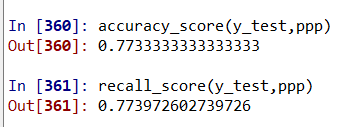 In [360]: accuracy_score(y_test,ppp)
Out[360]: 0.7733333333333333
In [361]: recall_score(y_test,ppp)
Out[361]: 0.773972602739726